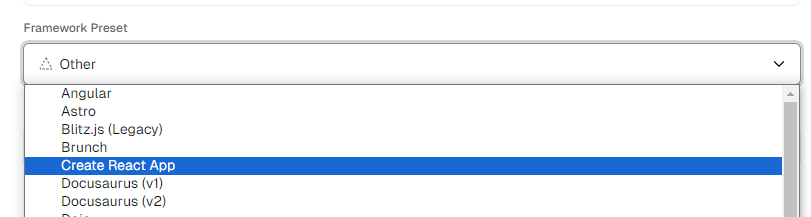 Framework Preset
Other
Angular
Astro
Blitz.js (Legacy)
Brunch
Create React App
Docusaurus (v1)
Docusaurus (v2)